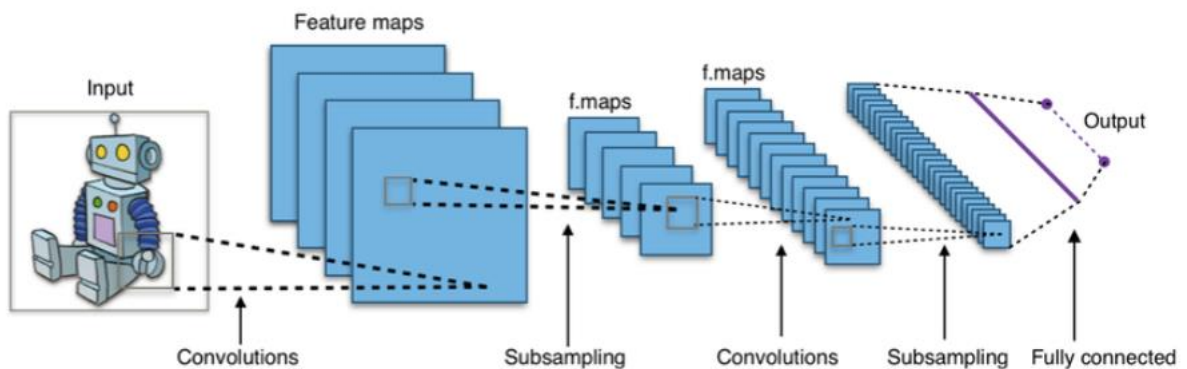 Feature maps
Input
f.maps
f.maps
Output
Convolutions
Subsampling
Convolutions
Subsampling
Fully connected